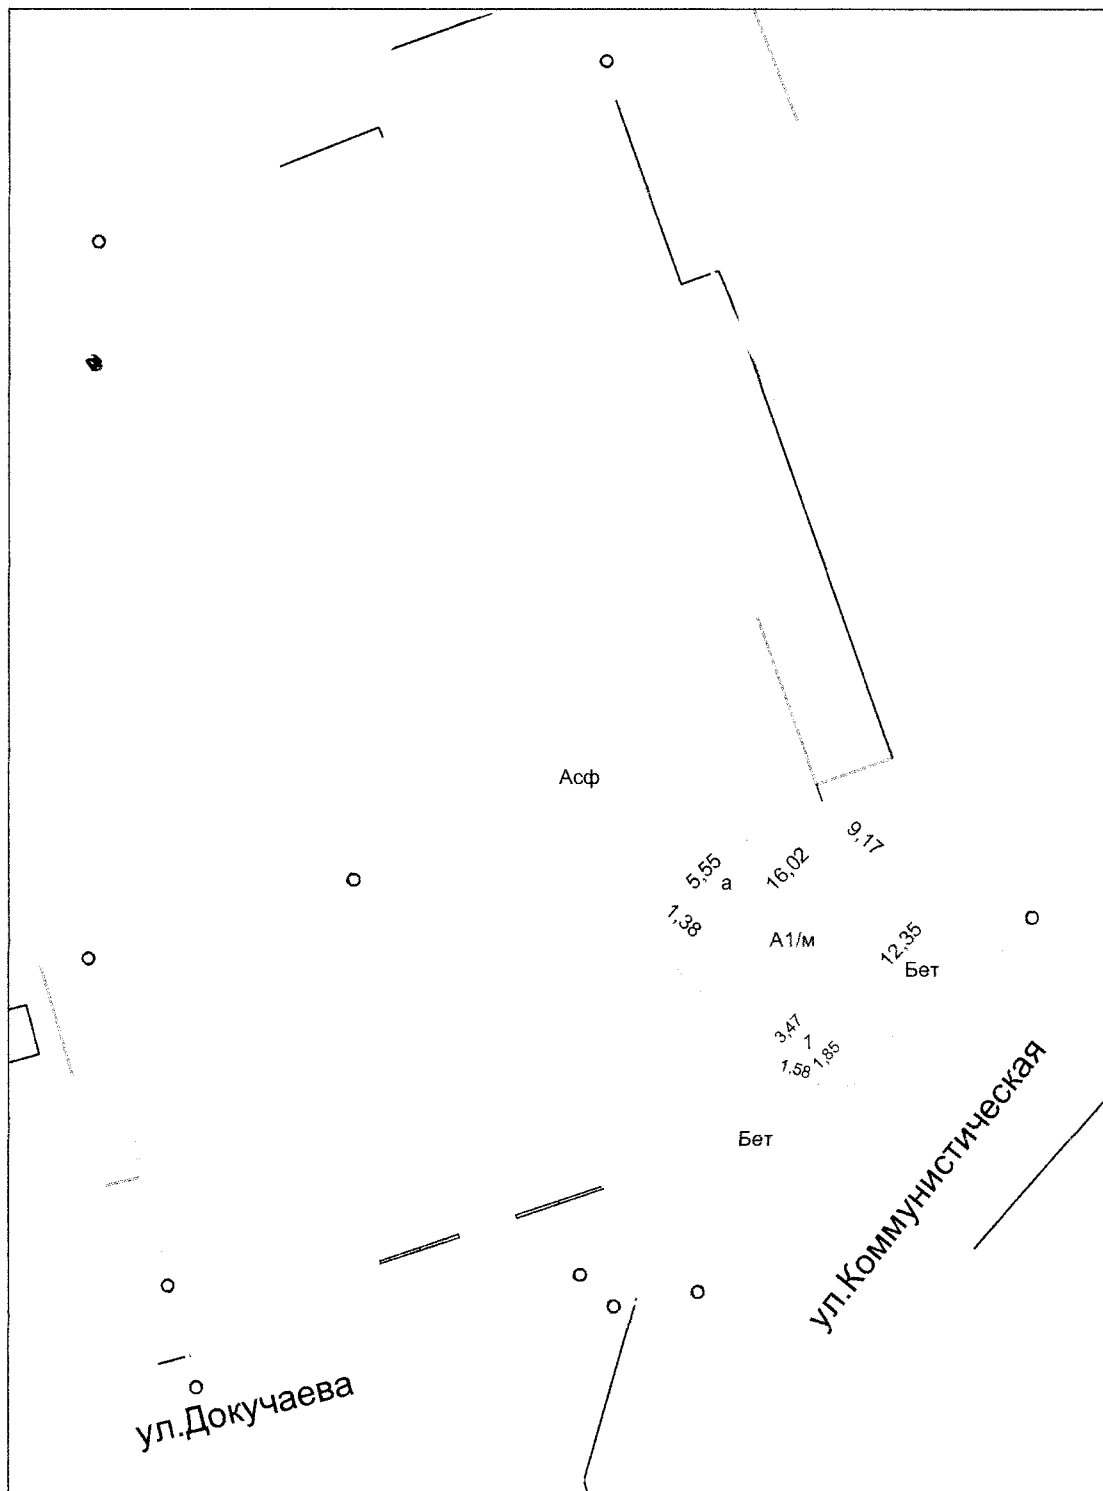 Асф
9,17
16,02
5,55
а
1,38
А1/м
12,35
Бет
3,47
1
1,85
1,58
Бет
ул.Коммунистическая
ул.Докучаева